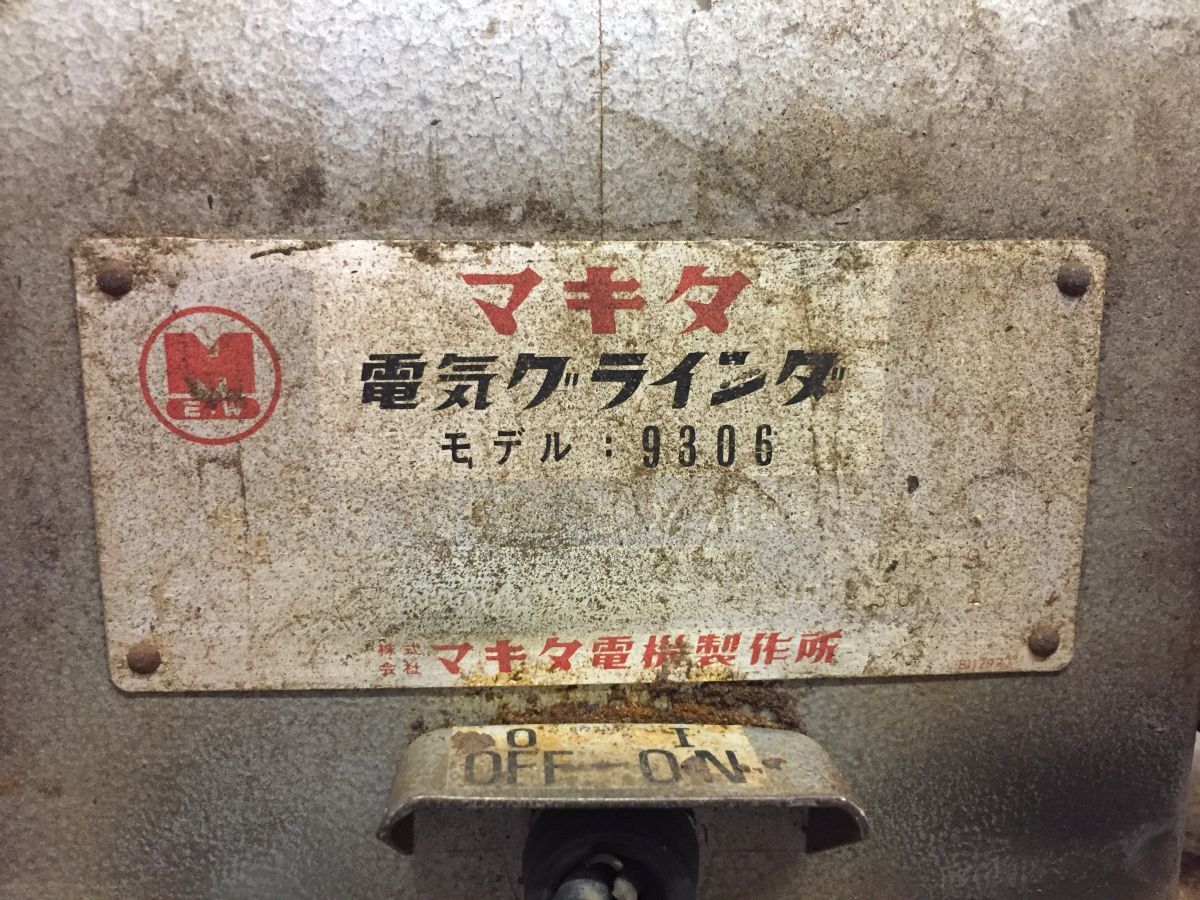 マキタ
M
E W
電気グラインダ
モデル : 9306
株式会社 マキタ電機製作所
O I
OFF-ON